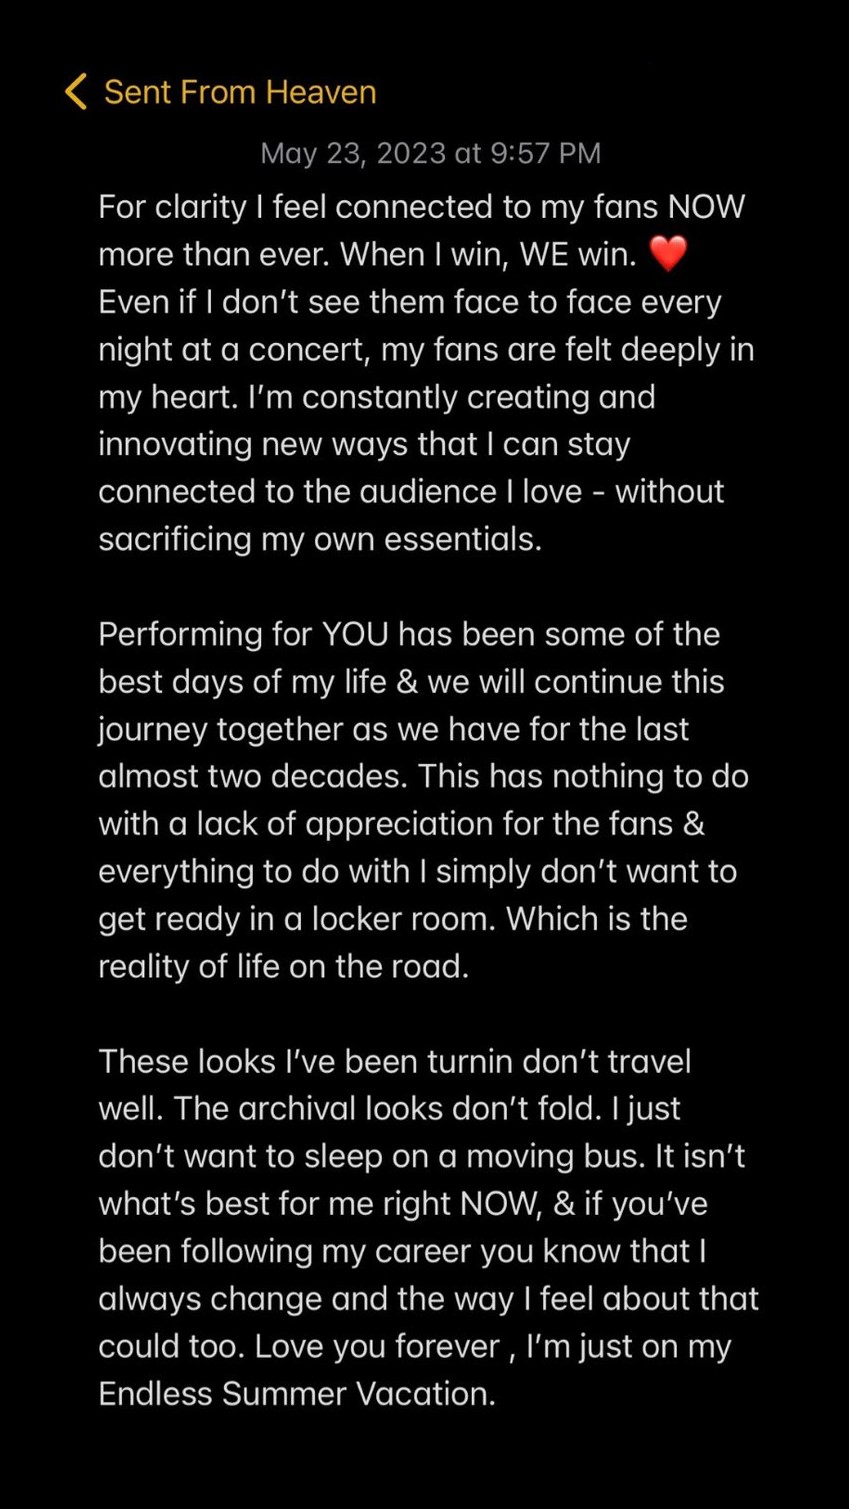 Sent From Heaven
May 23, 2023 at 9:57 PM
For clarity I feel connected to my fans NOW
more than ever. When I win, WE win. ❤️
Even if I don’t see them face to face every
night at a concert, my fans are felt deeply in
my heart. I’m constantly creating and
innovating new ways that I can stay
connected to the audience I love - without
sacrificing my own essentials.
Performing for YOU has been some of the
best days of my life & we will continue this
journey together as we have for the last
almost two decades. This has nothing to do
with a lack of appreciation for the fans &
everything to do with I simply don’t want to
get ready in a locker room. Which is the
reality of life on the road.
These looks I’ve been turnin don’t travel
well. The archival looks don’t fold. I just
don’t want to sleep on a moving bus. It isn’t
what’s best for me right NOW, & if you’ve
been following my career you know that I
always change and the way I feel about that
could too. Love you forever , I’m just on my
Endless Summer Vacation.